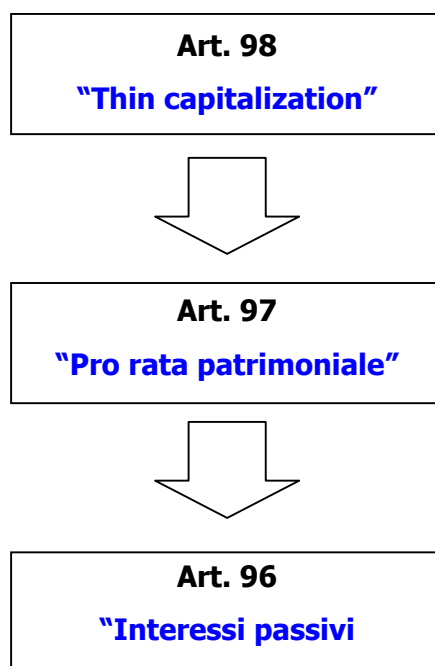 Art. 98
“Thin capitalization”
Art. 97
“Pro rata patrimoniale”
Art. 96
“Interessi passivi